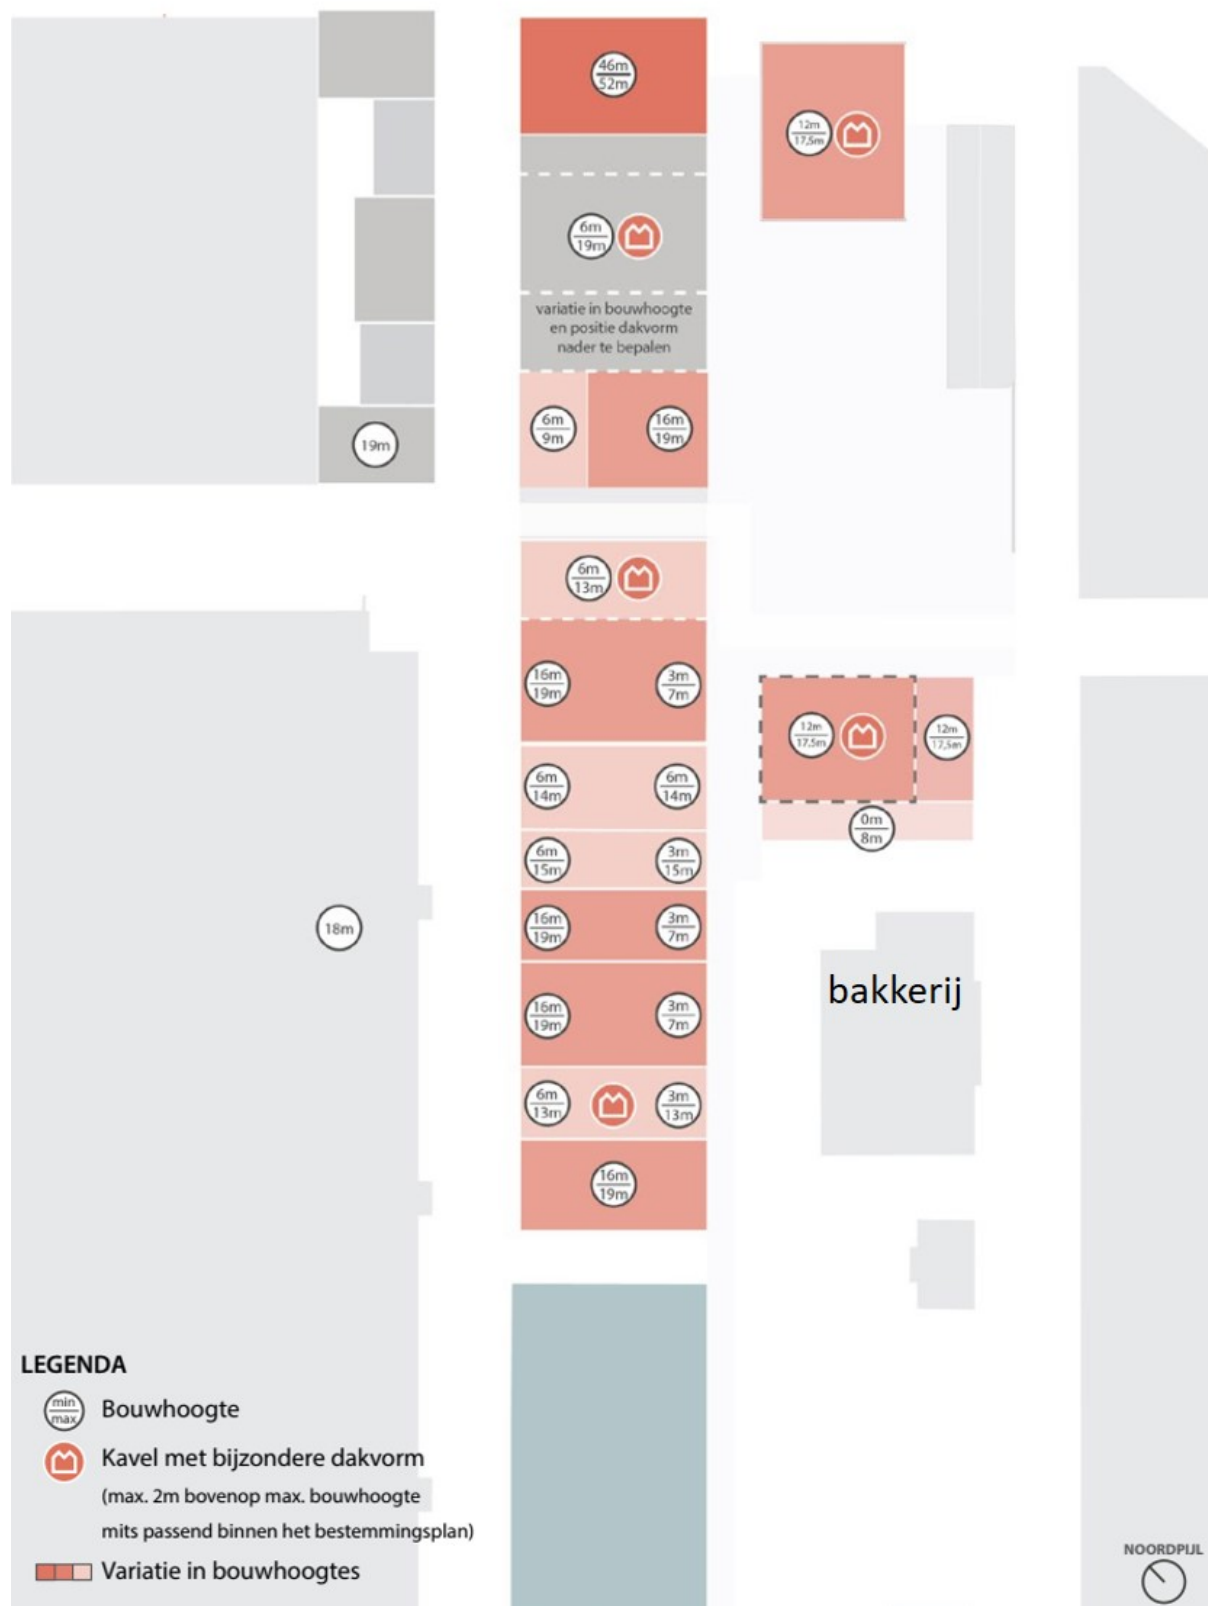 46m
52m
12m
17,5m
6m
19m
variatie in bouwhoogte
en positie dakvorm
nader te bepalen
6m
9m
16m
19m
19m
6m
13m
16m
19m
3m
7m
12m
17,5m
12m
17,5m
6m
14m
6m
14m
0m
8m
6m
15m
3m
15m
16m
19m
3m
7m
18m
bakkerij
16m
19m
3m
7m
6m
13m
3m
13m
16m
19m
LEGENDA
min
max
Bouwhoogte
Kavel met bijzondere dakvorm
(max. 2m bovenop max. bouwhoogte
mits passend binnen het bestemmingsplan)
Variatie in bouwhoogtes
NOORDPIJL